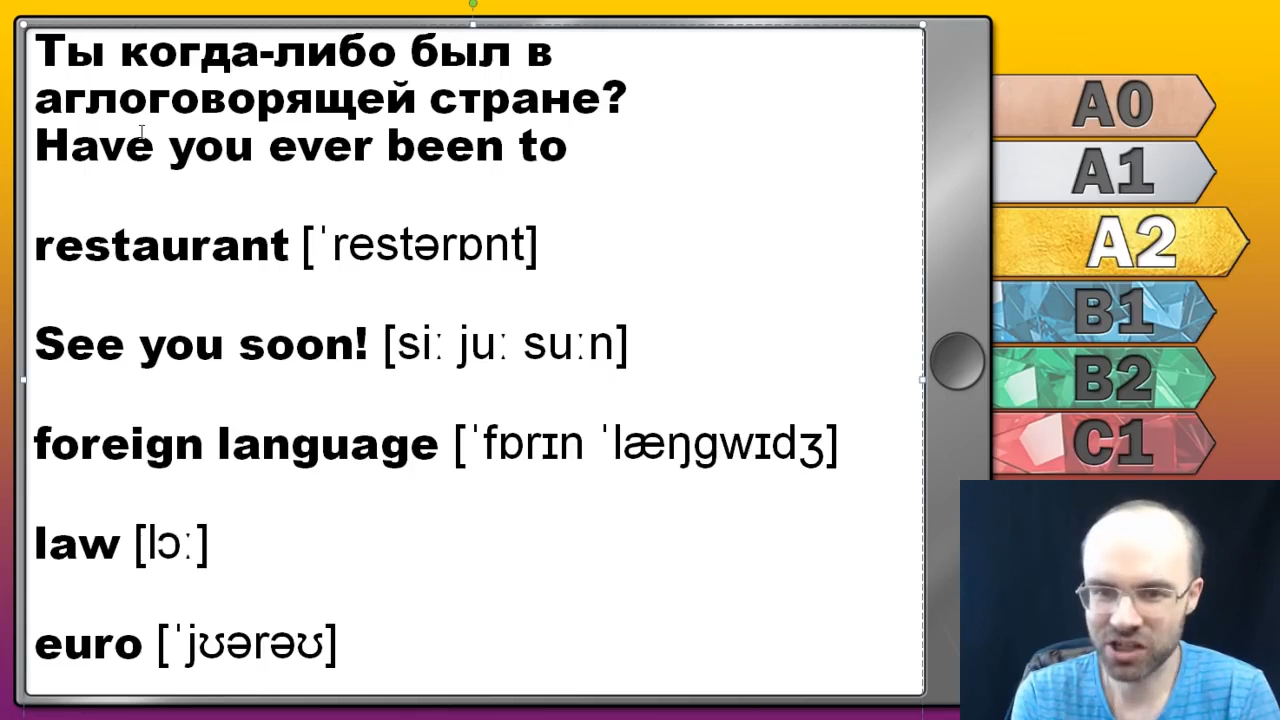 Ты когда-либо был в
аглоговорящей стране?
Have you ever been to
restaurant [ˈrestərɒnt]
See you soon! [siː juː suːn]
foreign language [ˈfɒrɪn ˈlæŋgwɪdʒ]
law [lɔː]
euro [ˈjʊərəʊ]
A0
A1
A2
B1
B2
C1